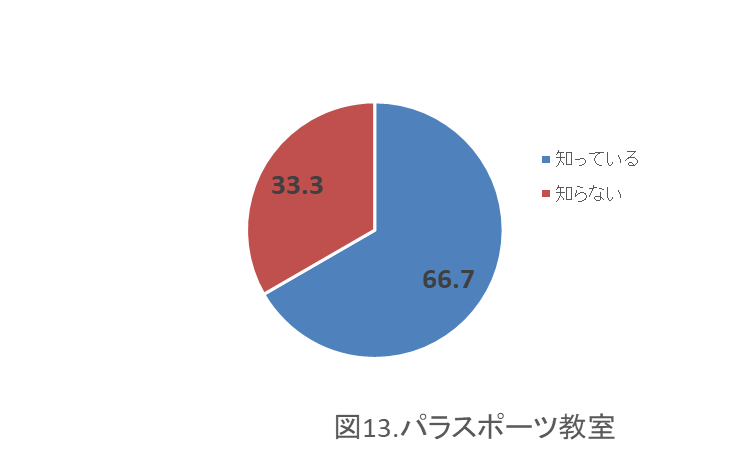 知っている
知らない
33.3
66.7
図13.パラスポーツ教室